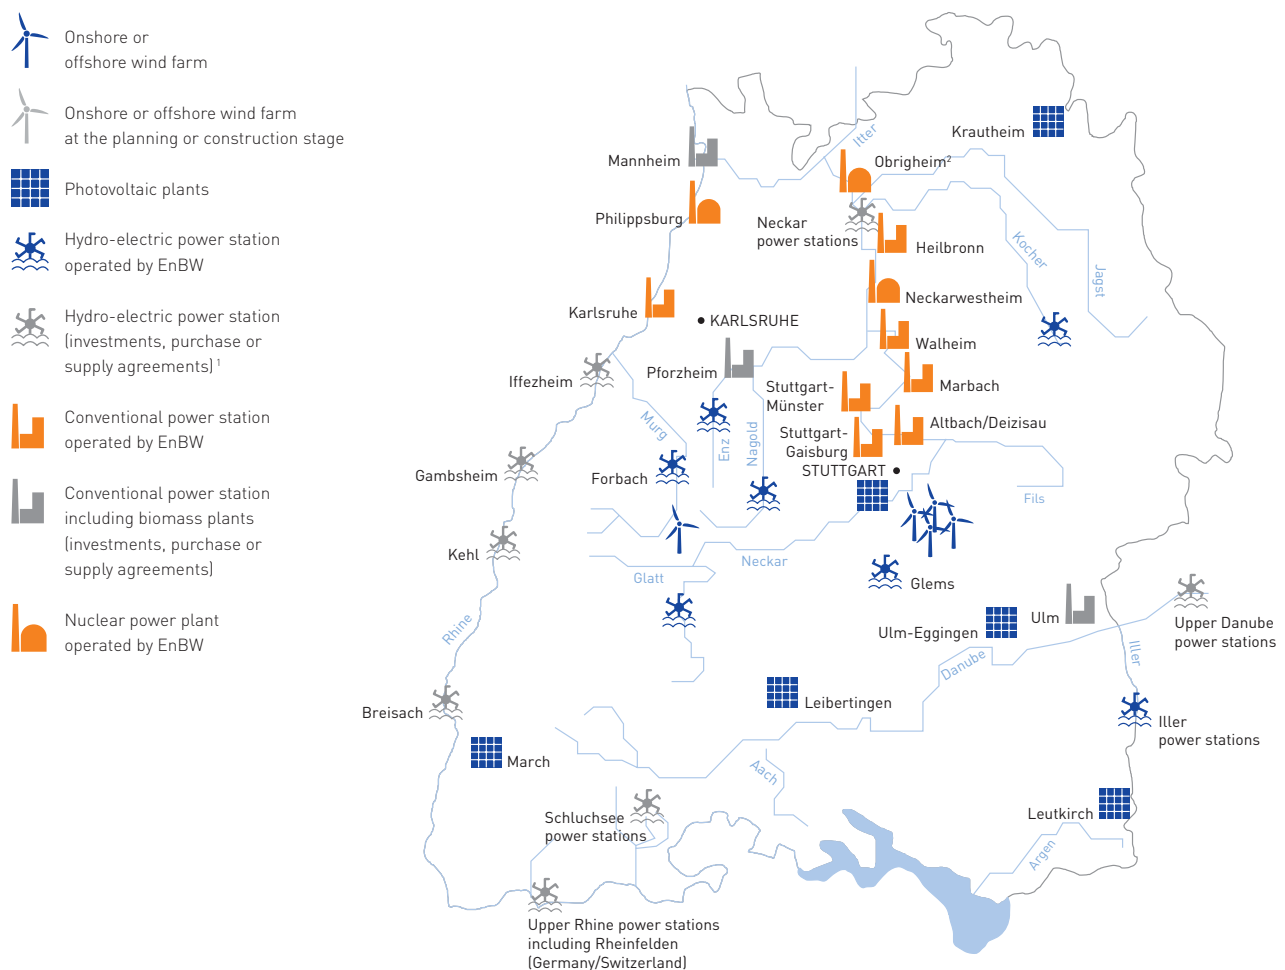 Onshore or
offshore wind farm
Onshore or offshore wind farm
at the planning or construction stage
Photovoltaic plants
Hydro-electric power station
operated by EnBW
Hydro-electric power station
(investments, purchase or
supply agreements) 1
Conventional power station
operated by EnBW
Conventional power station
including biomass plants
(investments, purchase or
supply agreements)
Nuclear power plant
operated by EnBW
Krautheim
Itter
Mannheim
Obrigheim2
Philippsburg
Neckar
power stations
Heilbronn
Kocher
Jagst
Neckarwestheim
Karlsruhe
KARLSRUHE
Walheim
Iffezheim
Pforzheim
Stuttgart-
Münster
Marbach
Murg
Enz
Nagold
Altbach/Deizisau
Stuttgart-
Gaisburg
STUTTGART
Gambsheim
Forbach
Fils
Kehl
Neckar
Glatt
Glems
Rhine
Ulm-Eggingen
Ulm
Upper Danube
power stations
Danube
Iller
Breisach
Leibertingen
Iller
power stations
March
Aach
Schluchsee
power stations
Leutkirch
Argen
Upper Rhine power stations
including Rheinfelden
(Germany/Switzerland)